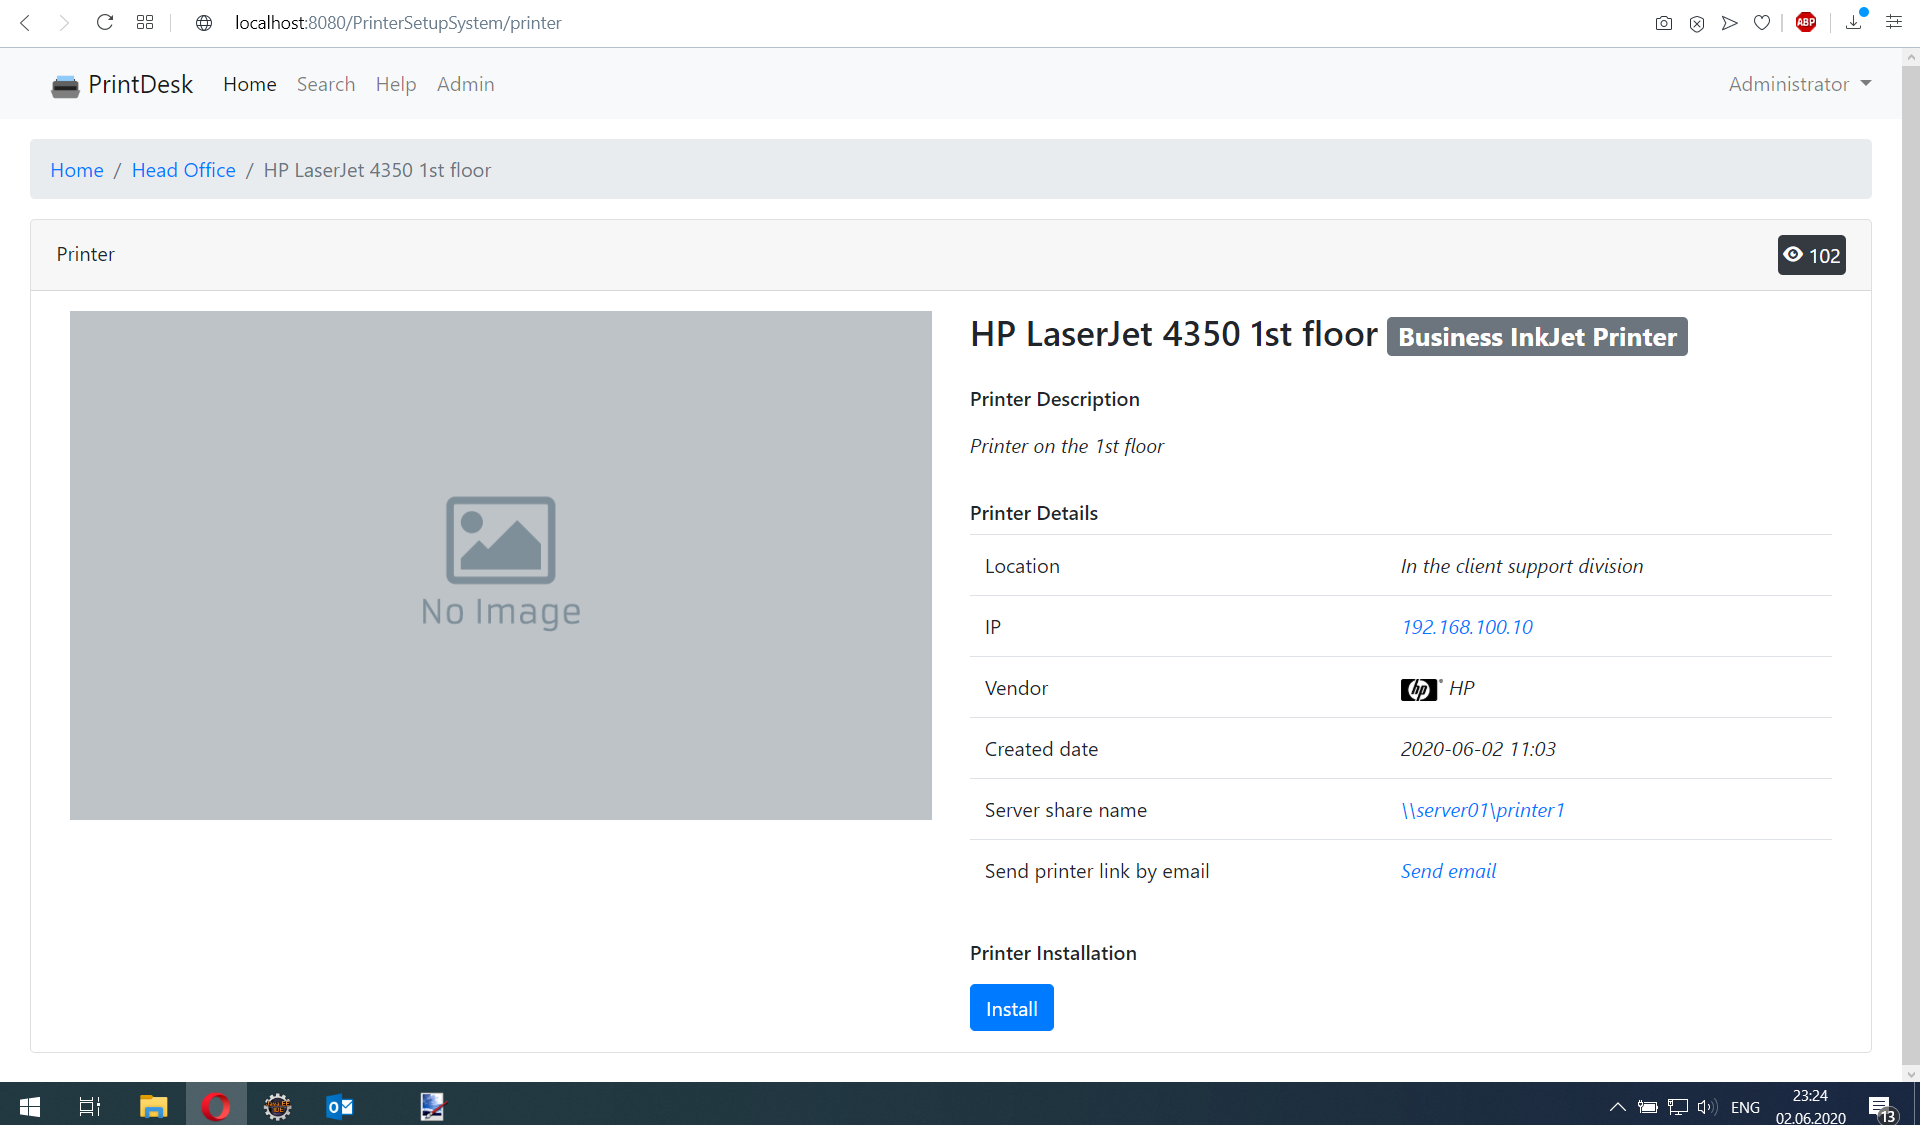 localhost:8080/PrinterSetupSystem/printer
ABP
PrintDesk Home Search Help Admin Administrator
Home / Head Office / HP LaserJet 4350 1st floor
Printer 102
No Image
HP LaserJet 4350 1st floor Business InkJet Printer
Printer Description
Printer on the 1st floor
Printer Details
Location In the client support division
IP 192.168.100.10
Vendor hp HP
Created date 2020-06-02 11:03
Server share name \\server01\printer1
Send printer link by email Send email
Printer Installation
Install
23:24
ENG
02.06.2020
13